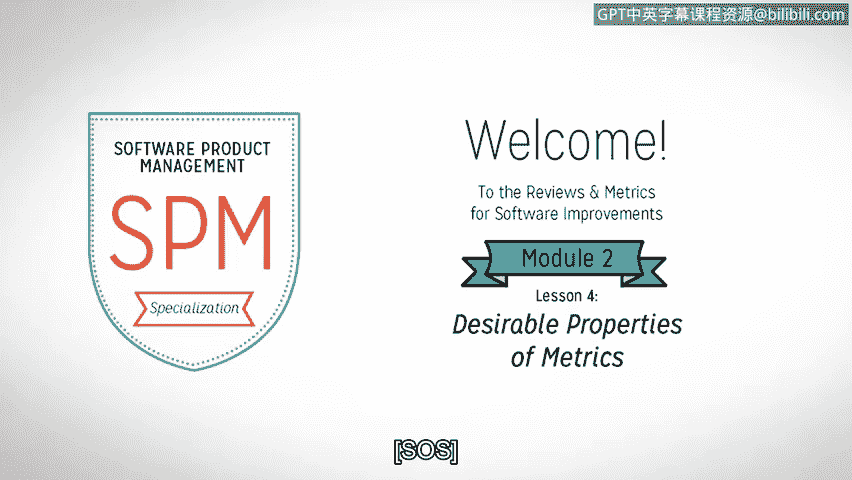 GPT中英字幕课程资源@bilibili.com
SOFTWARE PRODUCT
MANAGEMENT
SPM
Specialization
Welcome!
To the Reviews & Metrics
for Software Improvements
Module 2
Lesson 4:
Desirable Properties
of Metrics
[SOS]